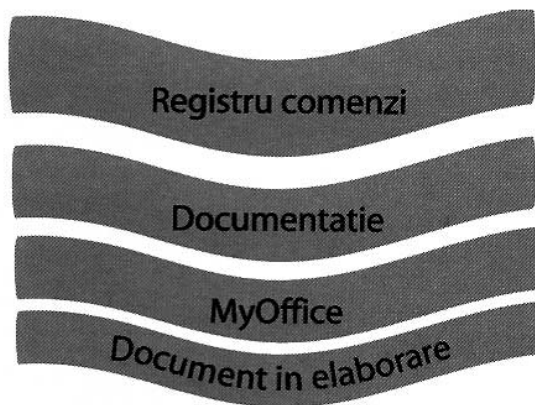 Registru comenzi
Documentatie
MyOffice
Document in elaborare